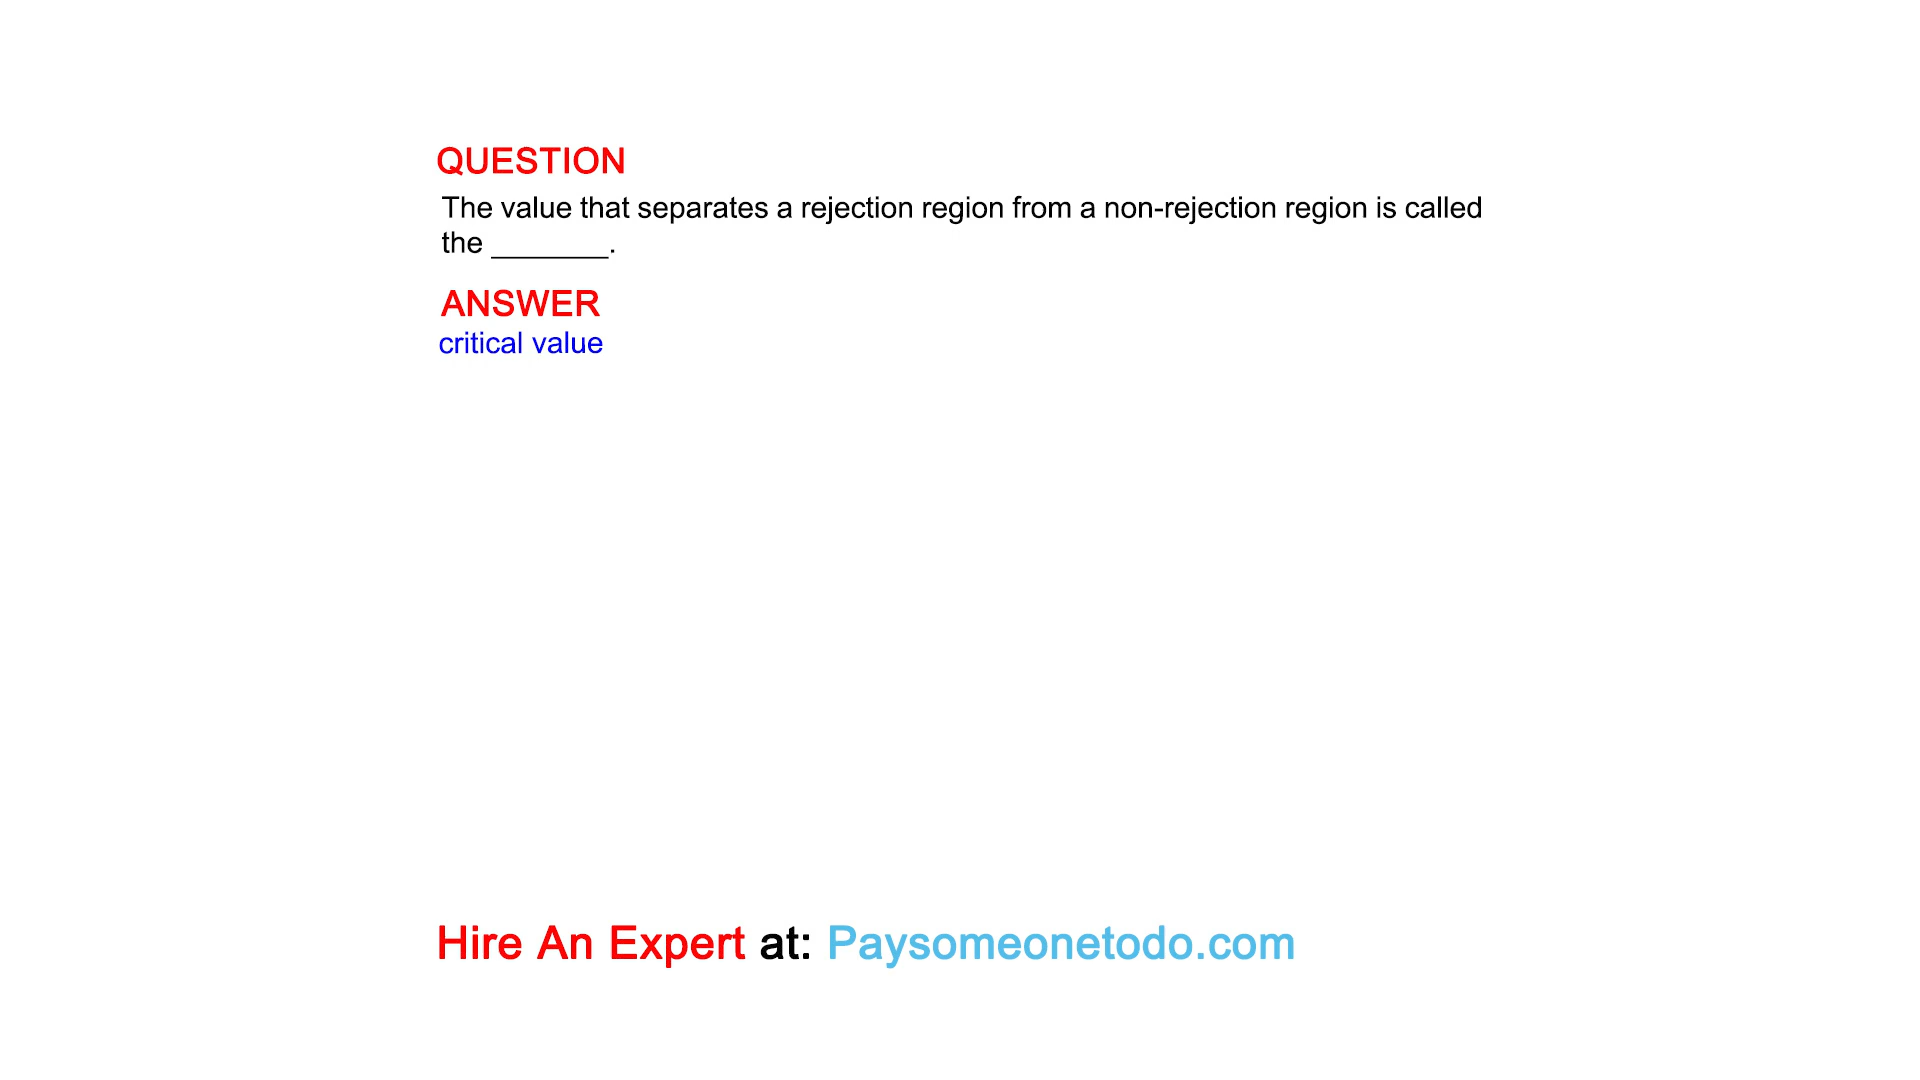 QUESTION
The value that separates a rejection region from a non-rejection region is called
the _______.
ANSWER
critical value
Hire An Expert at: Paysomeonetodo.com